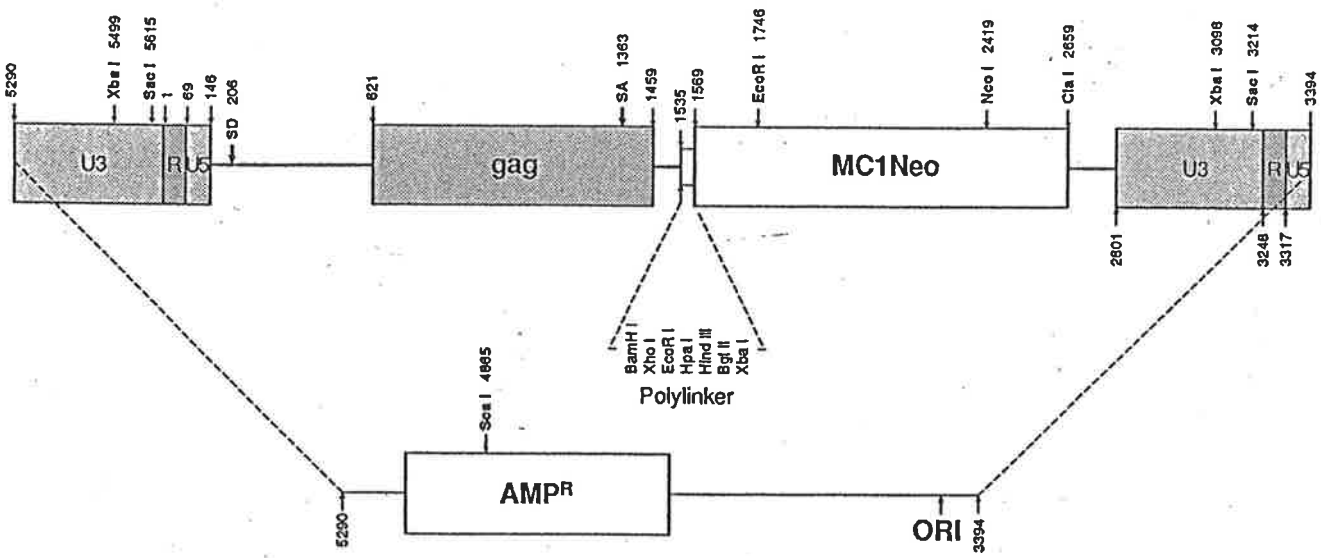 5290
Xba I 5499
Sac I 5615
1
69
146
SD 206
621
SA 1363
1459
1535
1569
EcoR I 1746
Nco I 2419
Cla I 2659
Xba I 3098
Sac I 3214
3394
U3
R
U5
gag
MC1Neo
U3
R
U5
2801
3248
3317
BamH I
Xho I
EcoR I
Hpa I
Hind III
Bgl II
Xba I
Polylinker
Sca I 4865
AMPR
5290
ORI
3394